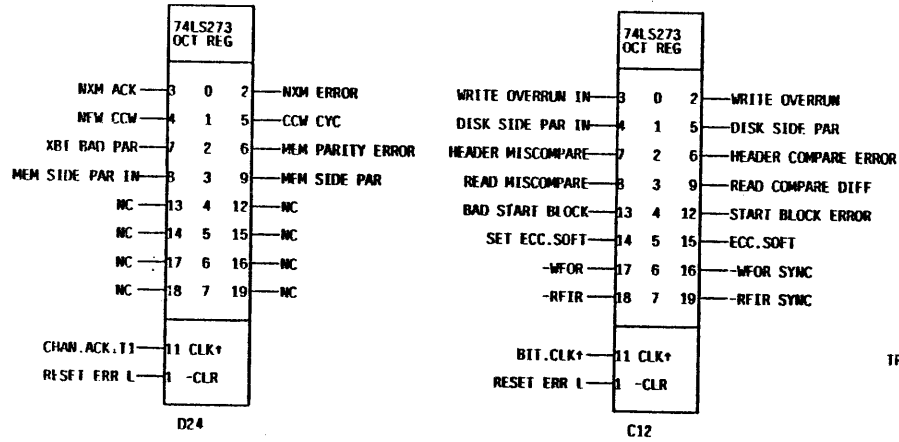 74LS273
OCT REG
NXM ACK 3 0 2 NXM ERROR
NEW CCW 4 1 5 CCW CYC
XBT BAD PAR 7 2 6 MEM PARITY ERROR
MEM SIDE PAR IN 8 3 9 MEM SIDE PAR
NC 13 4 12 NC
NC 14 5 15 NC
NC 17 6 16 NC
NC 18 7 19 NC
CHAN.ACK.T1 11 CLK↑
RESET ERR L 1 -CLR
D24
74LS273
OCT REG
WRITE OVERRUN IN 3 0 2 WRITE OVERRUN
DISK SIDE PAR IN 4 1 5 DISK SIDE PAR
HEADER MISCOMPARE 7 2 6 HEADER COMPARE ERROR
READ MISCOMPARE 8 3 9 READ COMPARE DIFF
BAD START BLOCK 13 4 12 START BLOCK ERROR
SET ECC.SOFT 14 5 15 ECC.SOFT
-WFOR 17 6 16 -WFOR SYNC
-RFIR 18 7 19 -RFIR SYNC
BIT.CLK↑ 11 CLK↑
RESET ERR L 1 -CLR
C12